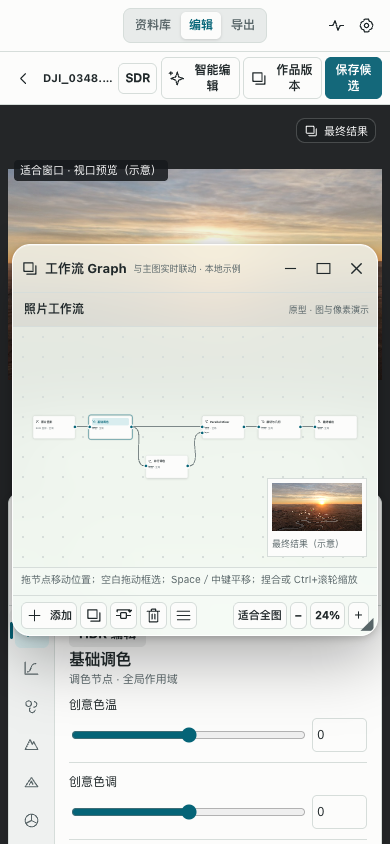 资料库 编辑 导出
DJI_0348.... SDR 智能编辑 作品版本 保存候选
最终结果
适合窗口 · 视口预览（示意）
工作流 Graph 与主图实时联动 · 本地示例
照片工作流 原型 · 图与像素演示
最终结果（示意）
拖节点移动位置；空白拖动框选；Space / 中键平移；捏合或 Ctrl+滚轮缩放
添加 适合全图 − 24% +
基础调色
调色节点 · 全局作用域
创意色温
0
创意色调
0